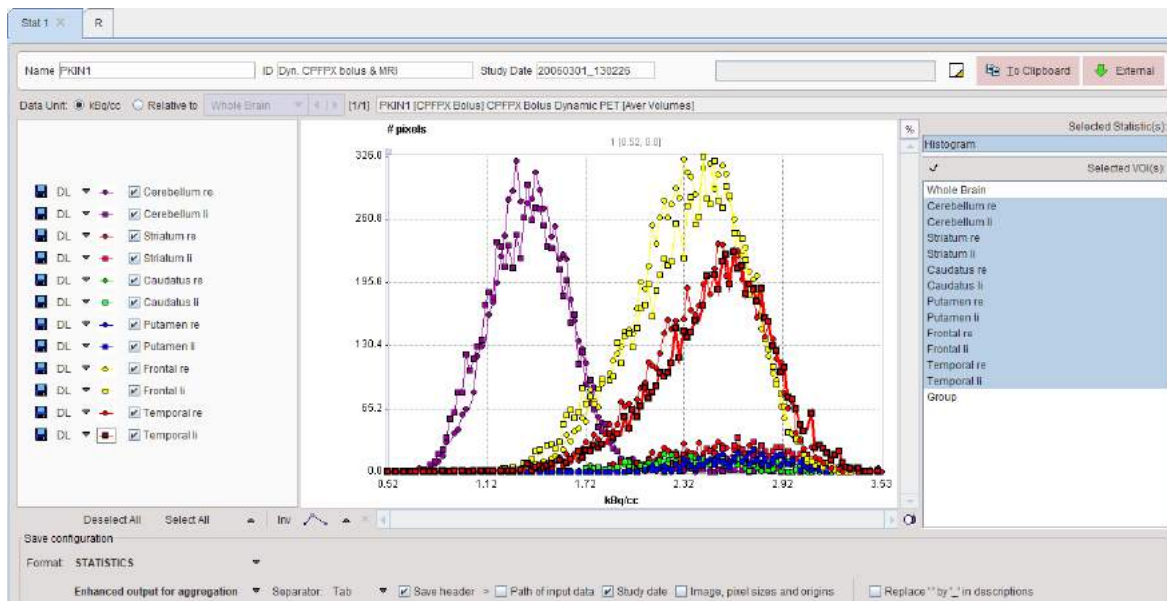 Stat 1
R
Name PKIN1 ID Dyn. CPFPX bolus & MRI Study Date 20060301_130226 To Clipboard External
Data Unit: kBq/cc Relative to Whole Brain [1/1] PKIN1 [CPFPX Bolus] CPFPX Bolus Dynamic PET [Aver Volumes]
# pixels
1 [0.52, 0.0]
%
326.0
260.8
195.6
130.4
65.2
0.0
0.52 1.12 1.72 2.32 2.92 3.53
kBq/cc
DL Cerebellum re
DL Cerebellum li
DL Striatum re
DL Striatum li
DL Caudatus re
DL Caudatus li
DL Putamen re
DL Putamen li
DL Frontal re
DL Frontal li
DL Temporal re
DL Temporal li
Selected Statistic(s):
Histogram
Selected VOI(s):
Whole Brain
Cerebellum re
Cerebellum li
Striatum re
Striatum li
Caudatus re
Caudatus li
Putamen re
Putamen li
Frontal re
Frontal li
Temporal re
Temporal li
Group
Deselect All Select All Inv
Save configuration
Format: STATISTICS
Enhanced output for aggregation Separator: Tab Save header > Path of input data Study date Image, pixel sizes and origins Replace ' ' by '_' in descriptions